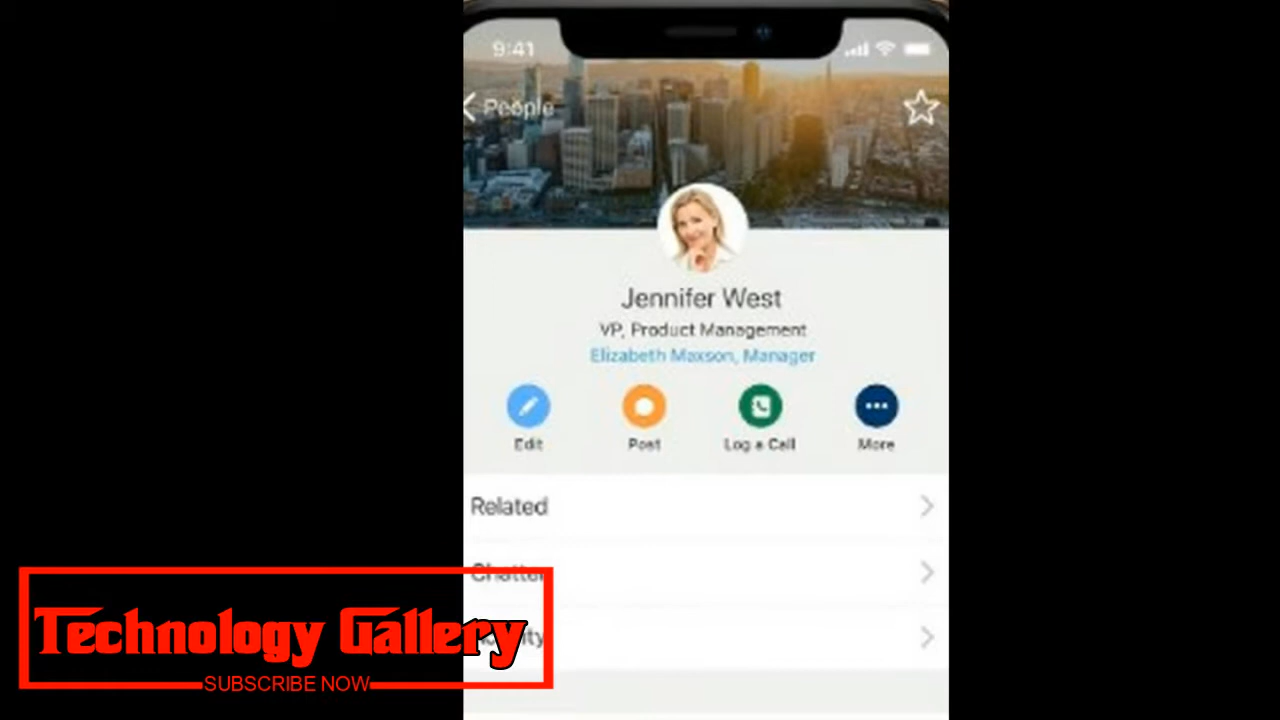 9:41
People
Jennifer West
VP, Product Management
Elizabeth Maxson, Manager
Edit
Post
Log a Call
More
Related
Chatter
Technology Gallery
SUBSCRIBE NOW